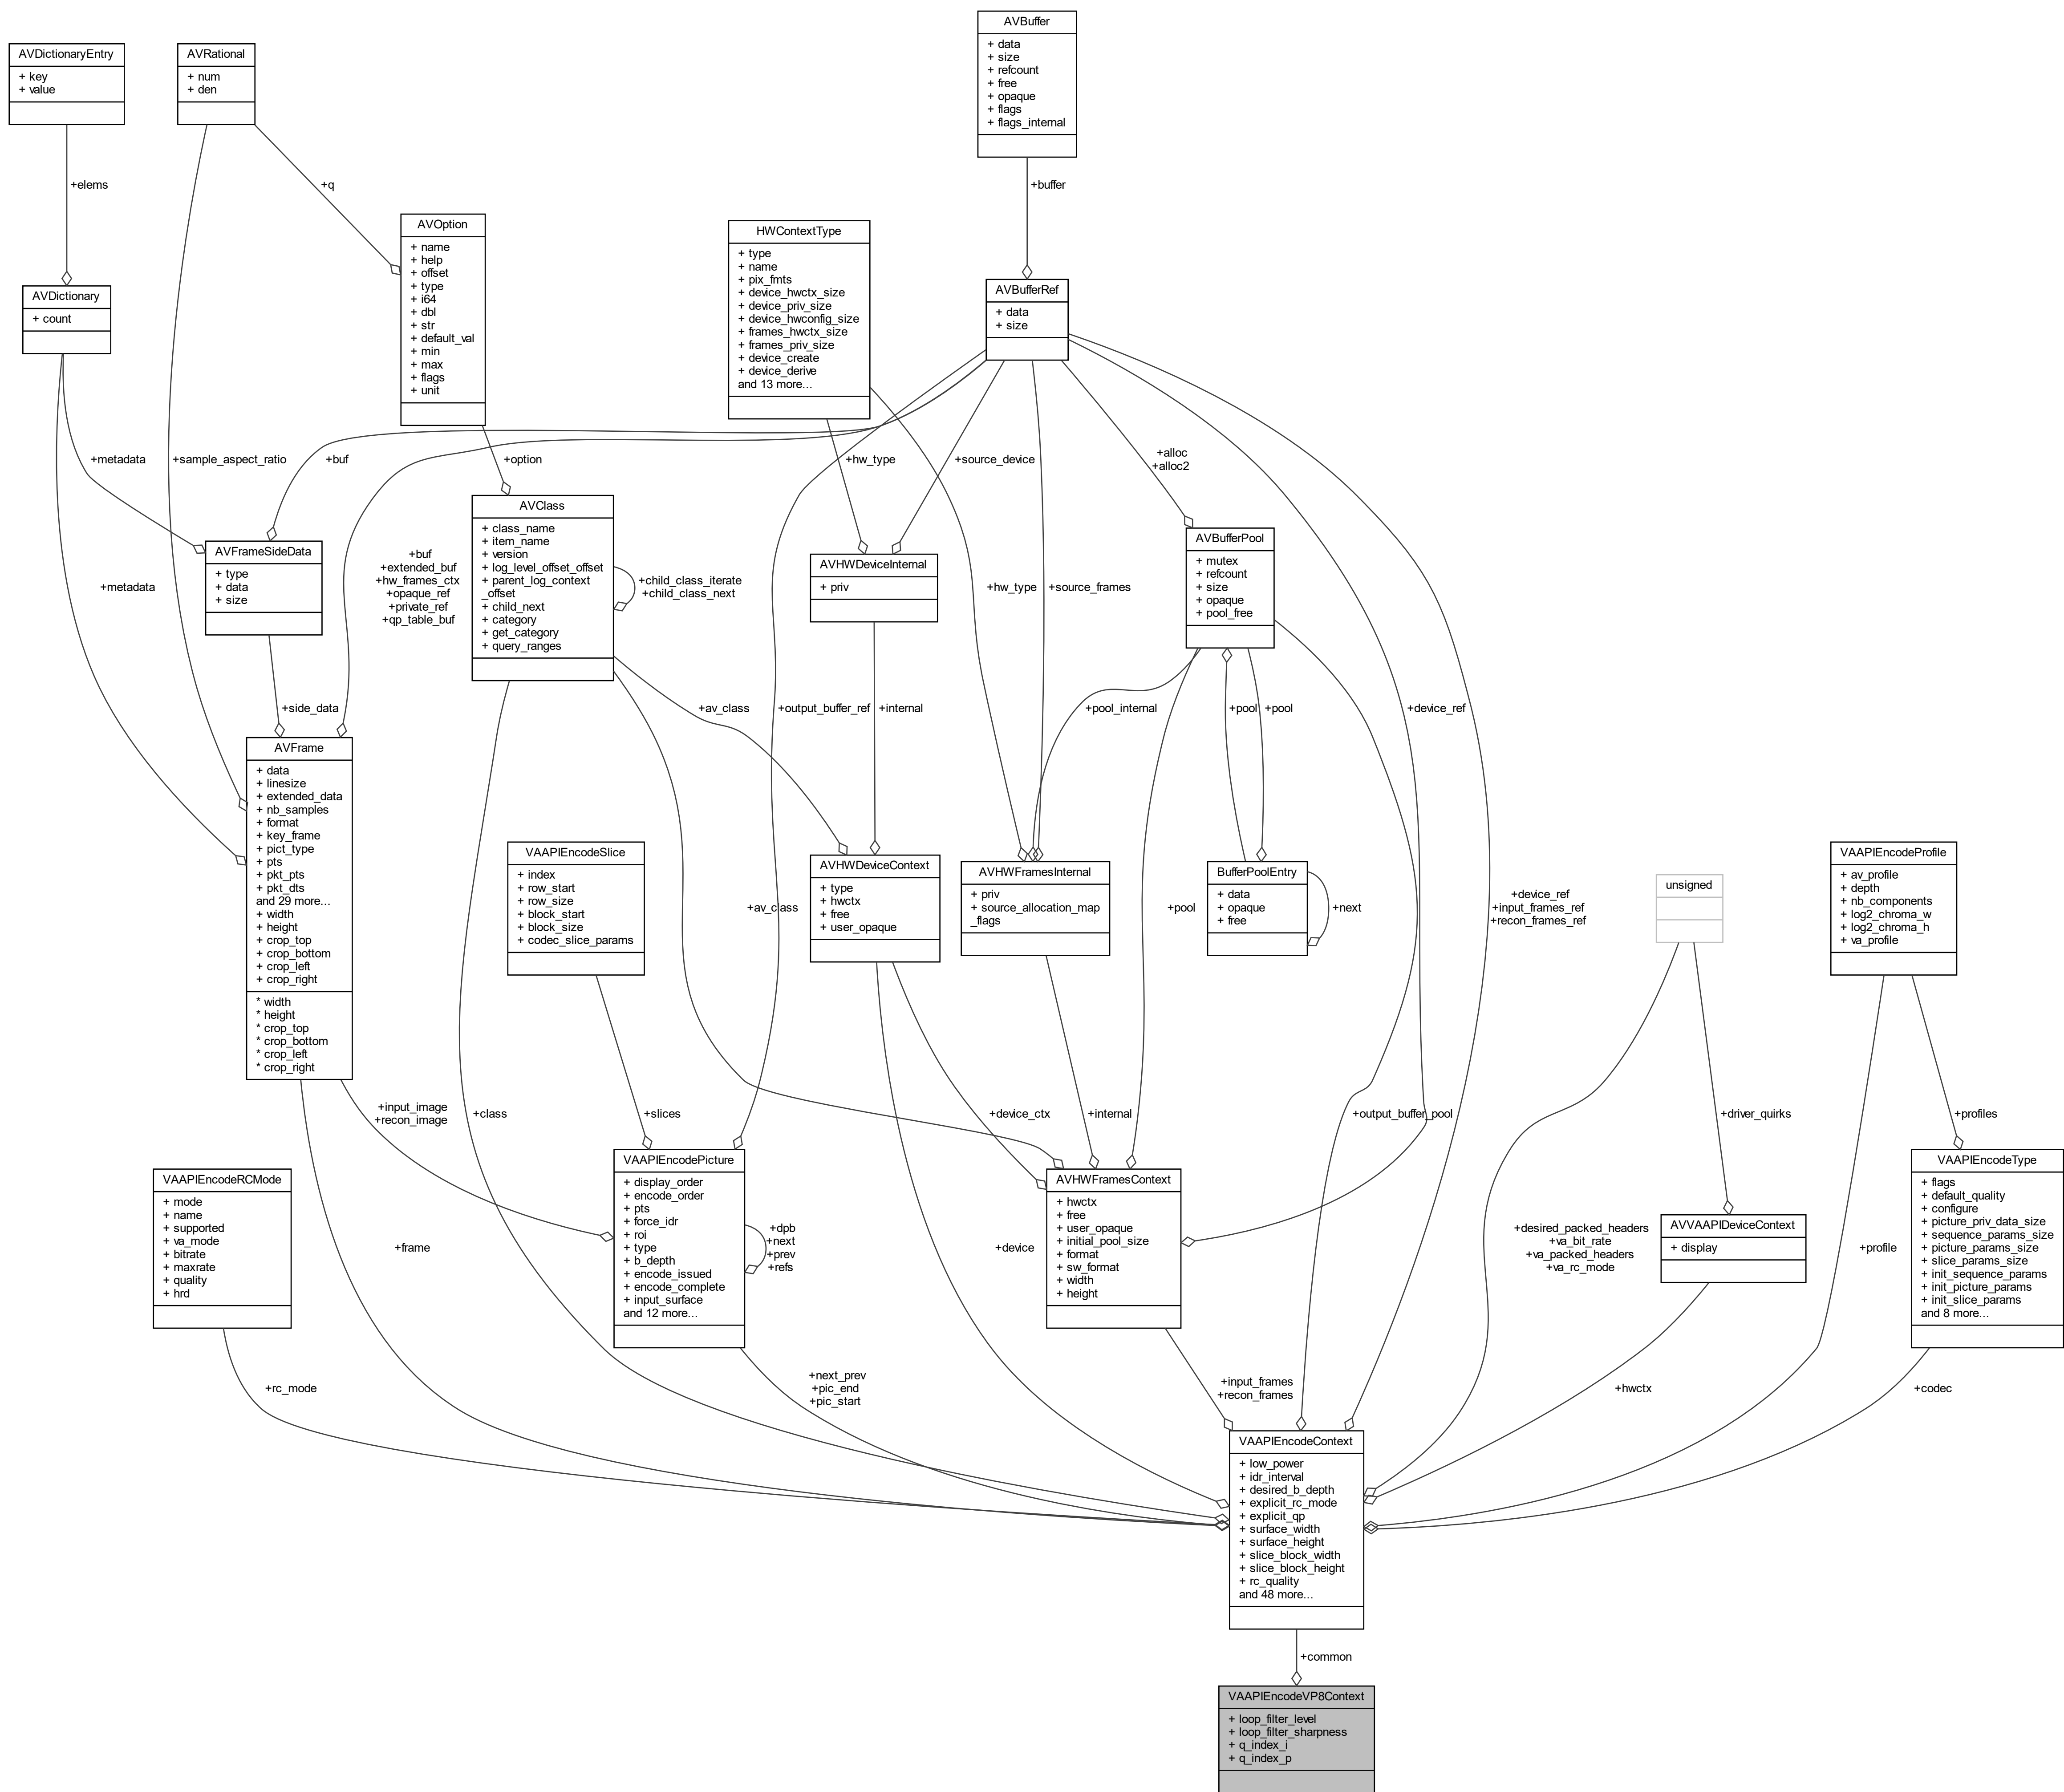 AVBuffer
+ data
+ size
+ refcount
+ free
+ opaque
+ flags
+ flags_internal
AVDictionaryEntry
+ key
+ value
AVRational
+ num
+ den
+elems
+q
+buffer
AVOption
+ name
+ help
+ offset
+ type
+ i64
+ dbl
+ str
+ default_val
+ min
+ max
+ flags
+ unit
HWContextType
+ type
+ name
+ pix_fmts
+ device_hwctx_size
+ device_priv_size
+ device_hwconfig_size
+ frames_hwctx_size
+ frames_priv_size
+ device_create
+ device_derive
and 13 more...
AVDictionary
+ count
AVBufferRef
+ data
+ size
+metadata
+sample_aspect_ratio
+buf
+option
+hw_type
+source_device
+alloc
+alloc2
AVFrameSideData
+ type
+ data
+ size
+metadata
+buf
+extended_buf
+hw_frames_ctx
+opaque_ref
+private_ref
+qp_table_buf
AVClass
+ class_name
+ item_name
+ version
+ log_level_offset_offset
+ parent_log_context
_offset
+ child_next
+ category
+ get_category
+ query_ranges
+child_class_iterate
+child_class_next
AVHWDeviceInternal
+ priv
+hw_type
+source_frames
AVBufferPool
+ mutex
+ refcount
+ size
+ opaque
+ pool_free
+side_data
+av_class
+output_buffer_ref
+internal
+pool_internal
+pool
+pool
+device_ref
AVFrame
+ data
+ linesize
+ extended_data
+ nb_samples
+ format
+ key_frame
+ pict_type
+ pts
+ pkt_pts
+ pkt_dts
and 29 more...
+ width
+ height
+ crop_top
+ crop_bottom
+ crop_left
+ crop_right
* width
* height
* crop_top
* crop_bottom
* crop_left
* crop_right
VAAPIEncodeSlice
+ index
+ row_start
+ row_size
+ block_start
+ block_size
+ codec_slice_params
+av_class
AVHWDeviceContext
+ type
+ hwctx
+ free
+ user_opaque
AVHWFramesInternal
+ priv
+ source_allocation_map
_flags
+pool
BufferPoolEntry
+ data
+ opaque
+ free
+next
+device_ref
+input_frames_ref
+recon_frames_ref
unsigned
VAAPIEncodeProfile
+ av_profile
+ depth
+ nb_components
+ log2_chroma_w
+ log2_chroma_h
+ va_profile
+input_image
+recon_image
+class
+slices
+device_ctx
+internal
+output_buffer_pool
+driver_quirks
+profiles
VAAPIEncodeRCMode
+ mode
+ name
+ supported
+ va_mode
+ bitrate
+ maxrate
+ quality
+ hrd
+frame
VAAPIEncodePicture
+ display_order
+ encode_order
+ pts
+ force_idr
+ roi
+ type
+ b_depth
+ encode_issued
+ encode_complete
+ input_surface
and 12 more...
+dpb
+next
+prev
+refs
+device
AVHWFramesContext
+ hwctx
+ free
+ user_opaque
+ initial_pool_size
+ format
+ sw_format
+ width
+ height
+desired_packed_headers
+va_bit_rate
+va_packed_headers
+va_rc_mode
AVVAAPIDeviceContext
+ display
+profile
VAAPIEncodeType
+ flags
+ default_quality
+ configure
+ picture_priv_data_size
+ sequence_params_size
+ picture_params_size
+ slice_params_size
+ init_sequence_params
+ init_picture_params
+ init_slice_params
and 8 more...
+rc_mode
+next_prev
+pic_end
+pic_start
+input_frames
+recon_frames
+hwctx
+codec
VAAPIEncodeContext
+ low_power
+ idr_interval
+ desired_b_depth
+ explicit_rc_mode
+ explicit_qp
+ surface_width
+ surface_height
+ slice_block_width
+ slice_block_height
+ rc_quality
and 48 more...
+common
VAAPIEncodeVP8Context
+ loop_filter_level
+ loop_filter_sharpness
+ q_index_i
+ q_index_p